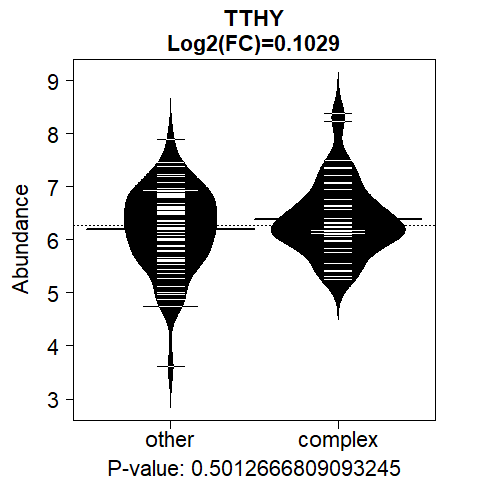 TTHY
Log2(FC)=0.1029
Abundance
9
8
7
6
5
4
3
other complex
P-value: 0.5012666809093245